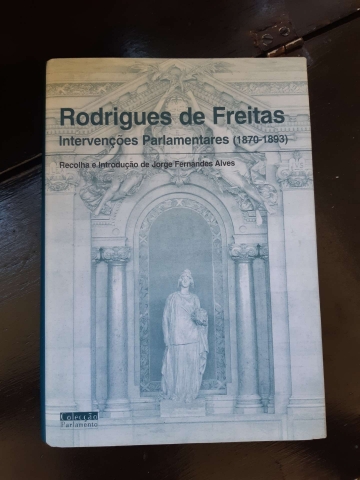 Rodrigues de Freitas
Intervenções Parlamentares (1870-1893)
Recolha e Introdução de Jorge Fernandes Alves
Colecção
Parlamento